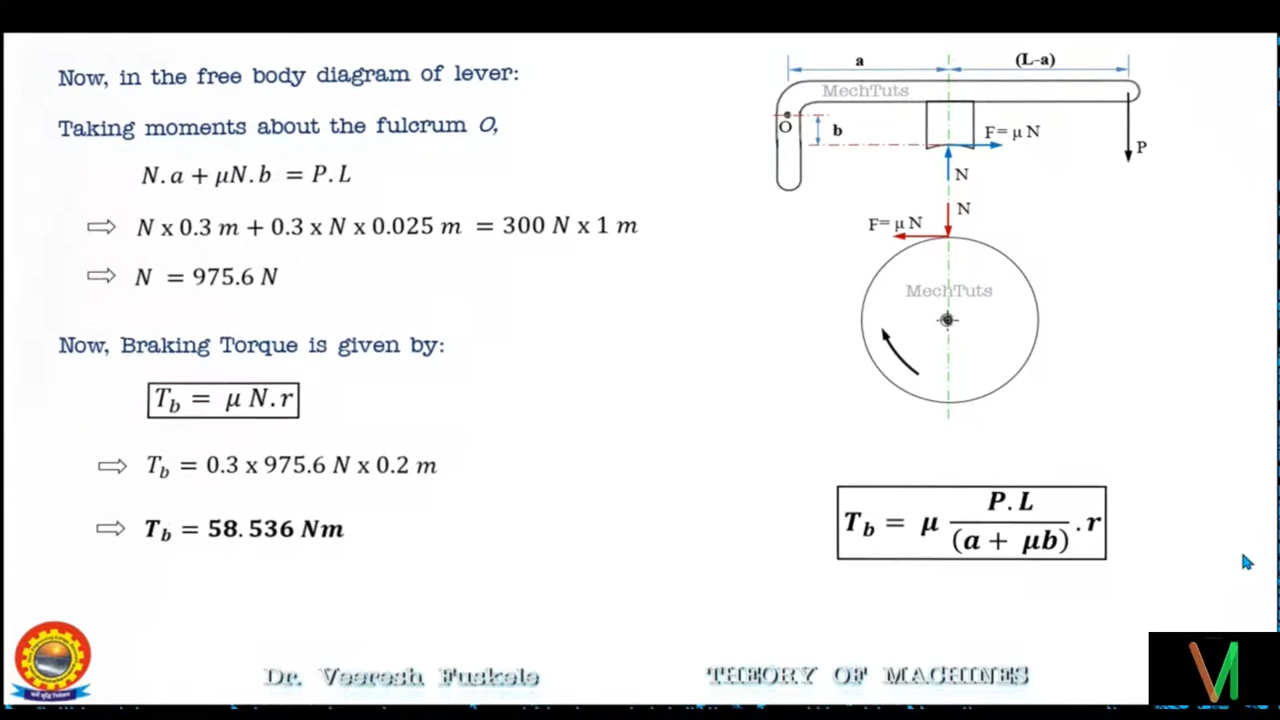 Now, in the free body diagram of lever:
Taking moments about the fulcrum O,
N.a + μN.b = P.L
⇨ N x 0.3 m + 0.3 x N x 0.025 m = 300 N x 1 m
⇨ N = 975.6 N
Now, Braking Torque is given by:
T_b = μ N.r
⇨ T_b = 0.3 x 975.6 N x 0.2 m
⇨ T_b = 58.536 Nm
a
(L-a)
MechTuts
O
b
F= μ N
P
N
N
F= μ N
MechTuts
T_b = μ P.L / (a + μb) .r
Dr. Veeresh Fuskele
THEORY OF MACHINES